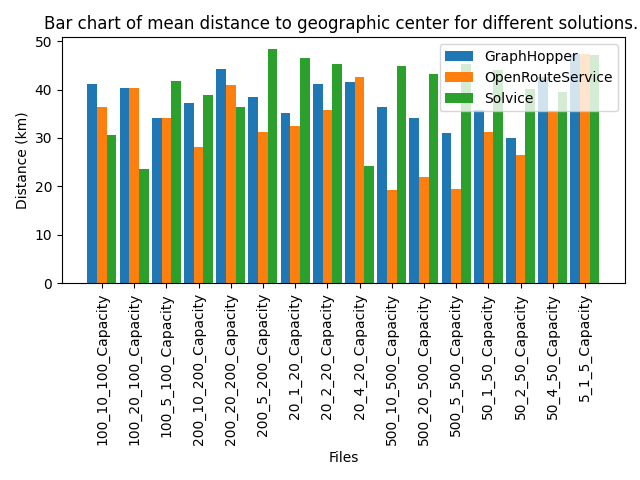 Bar chart of mean distance to geographic center for different solutions.
50
40
30
20
10
0
Distance (km)
GraphHopper
OpenRouteService
Solvice
100_10_100_Capacity
100_20_100_Capacity
100_5_100_Capacity
200_10_200_Capacity
200_20_200_Capacity
200_5_200_Capacity
20_1_20_Capacity
20_2_20_Capacity
20_4_20_Capacity
500_10_500_Capacity
500_20_500_Capacity
500_5_500_Capacity
50_1_50_Capacity
50_2_50_Capacity
50_4_50_Capacity
5_1_5_Capacity
Files